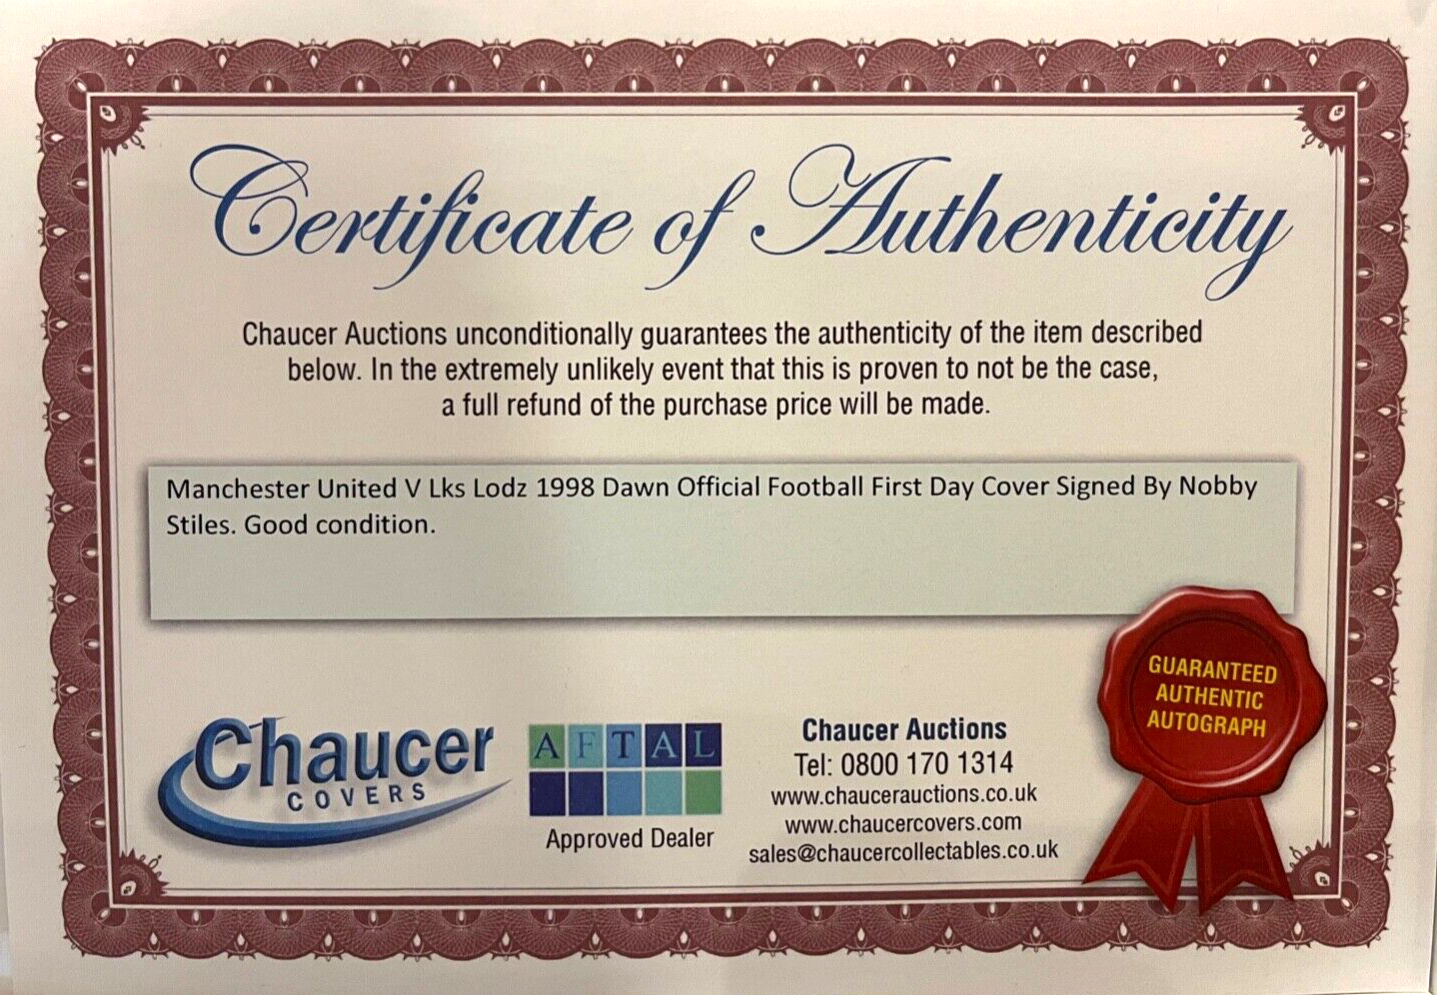 Certificate of Authenticity
Chaucer Auctions unconditionally guarantees the authenticity of the item described
below. In the extremely unlikely event that this is proven to not be the case,
a full refund of the purchase price will be made.
Manchester United V Lks Lodz 1998 Dawn Official Football First Day Cover Signed By Nobby
Stiles. Good condition.
Chaucer
COVERS
AFTAL
Approved Dealer
Chaucer Auctions
Tel: 0800 170 1314
www.chaucerauctions.co.uk
www.chaucercovers.com
sales@chaucercollectables.co.uk
GUARANTEED
AUTHENTIC
AUTOGRAPH